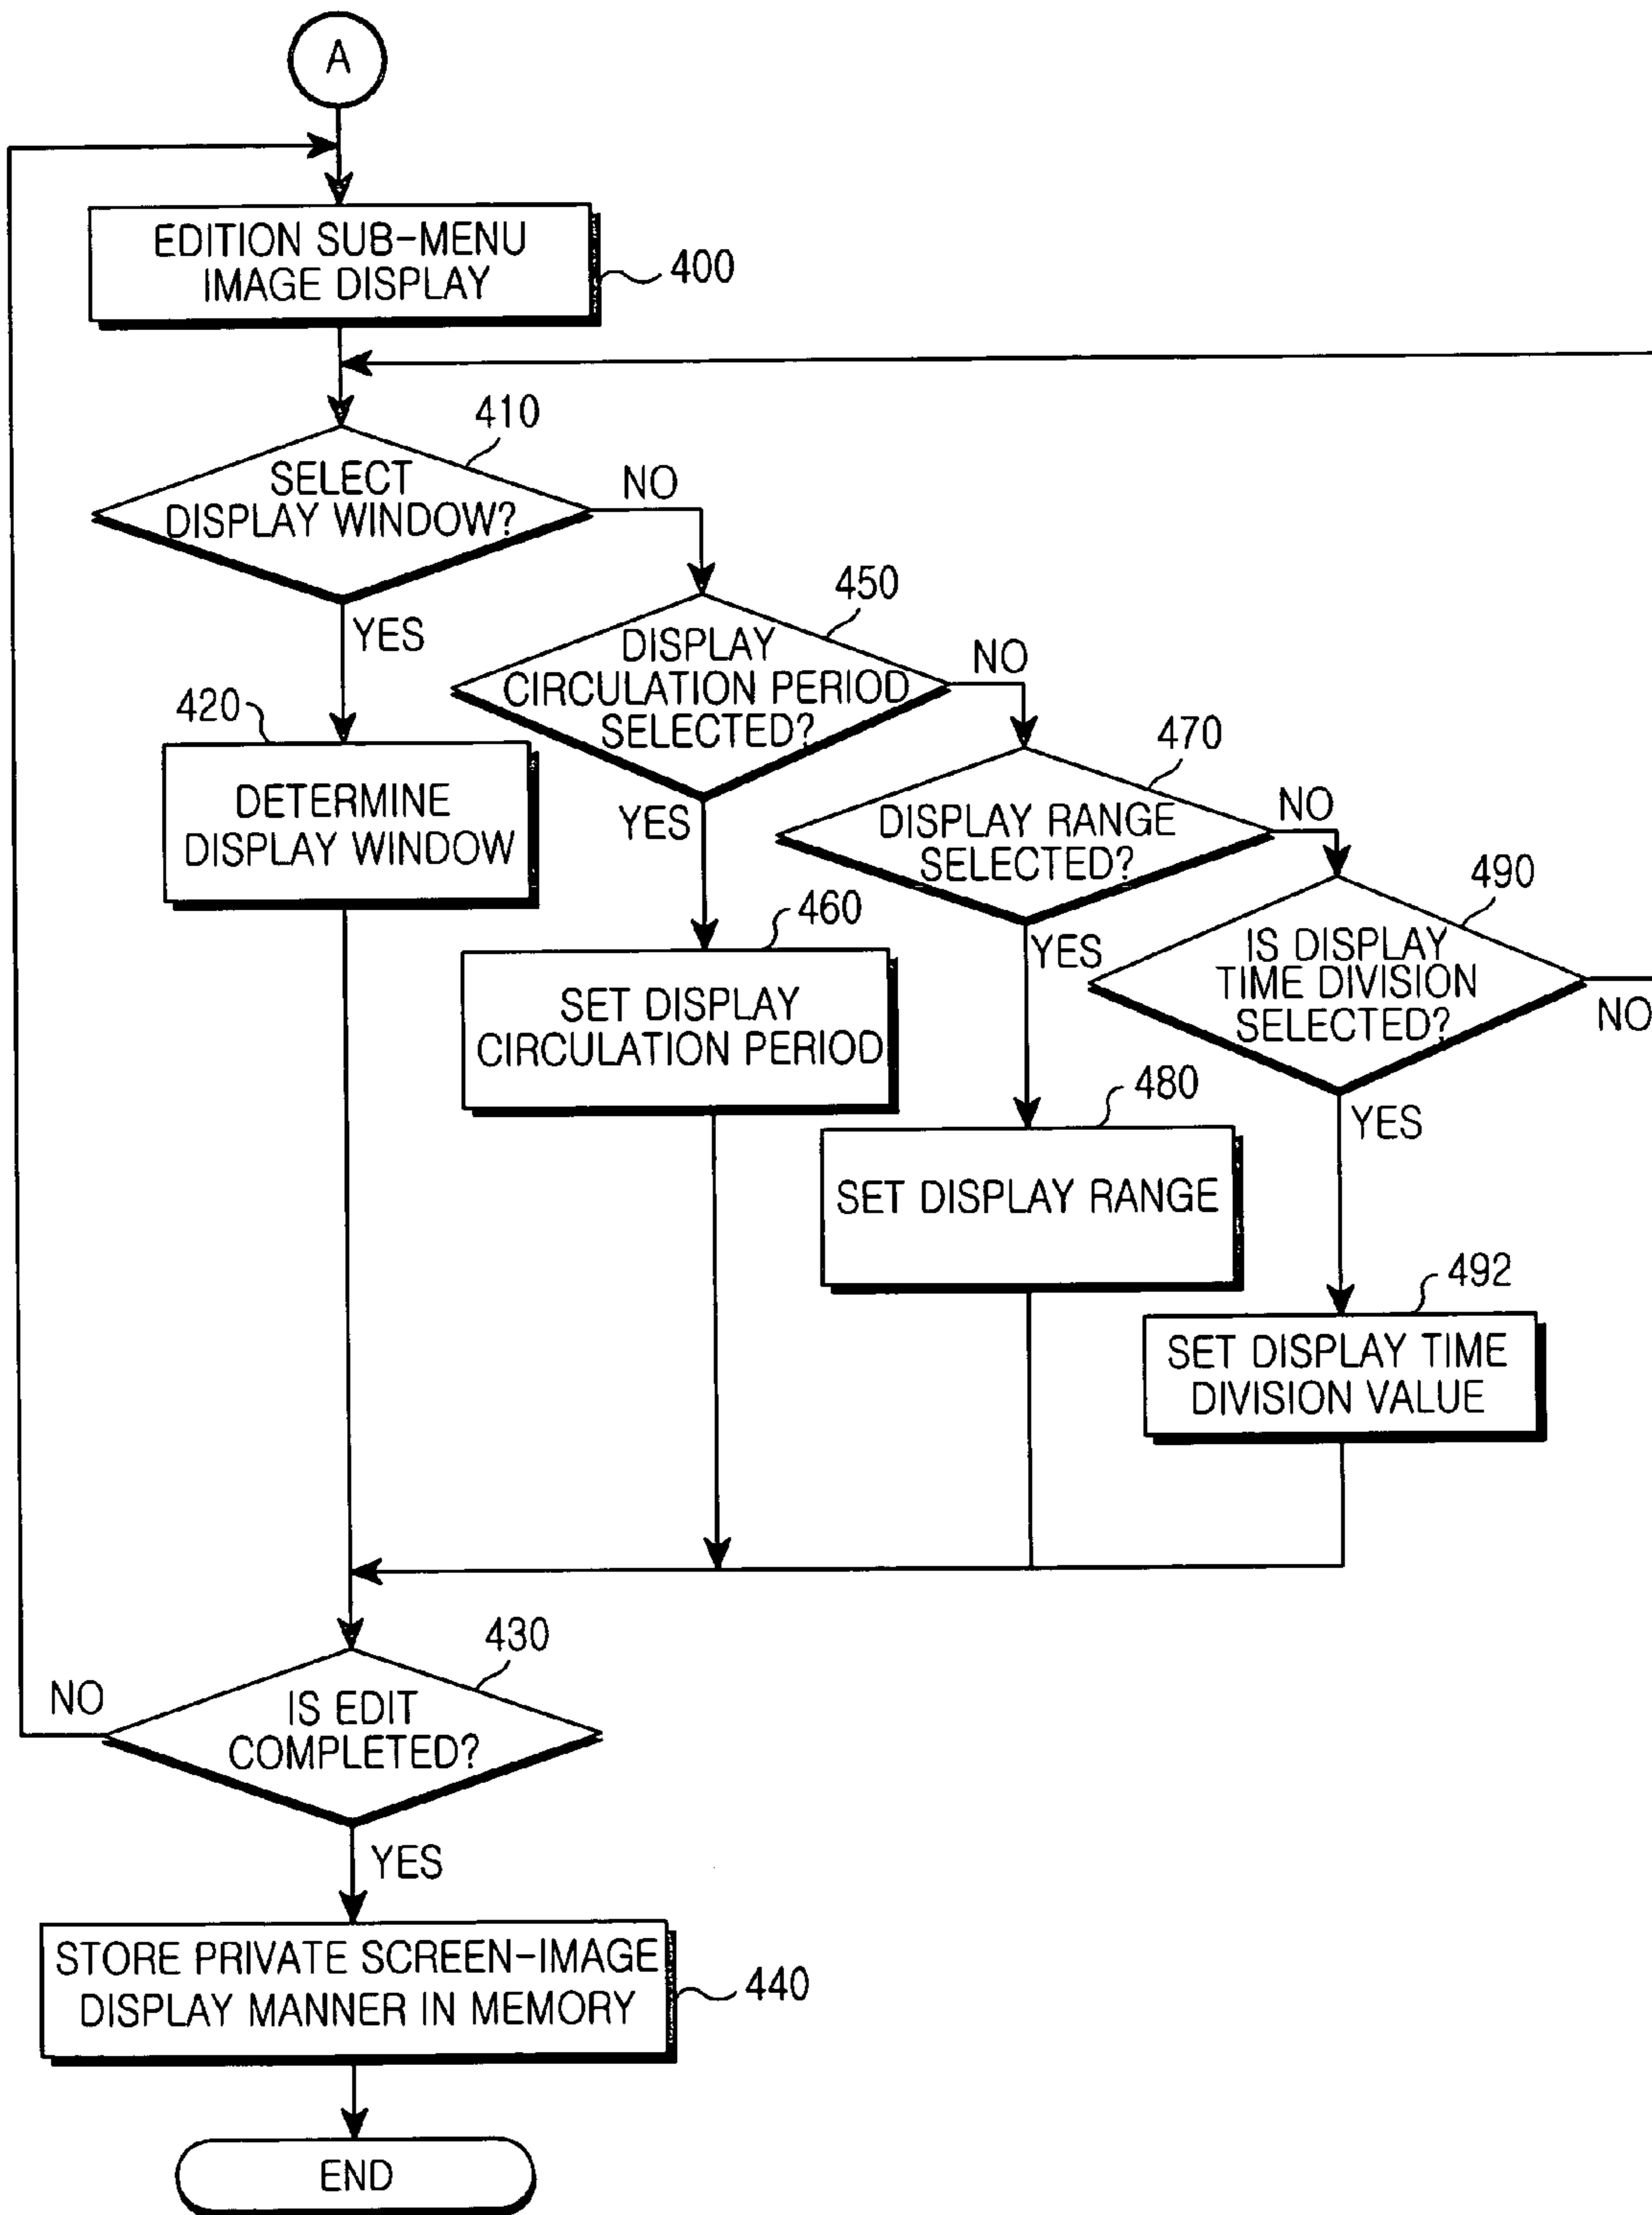 A
EDITION SUB-MENU
IMAGE DISPLAY
400
410
SELECT
DISPLAY WINDOW?
NO
YES
450
DISPLAY
CIRCULATION PERIOD
SELECTED?
NO
YES
420
DETERMINE
DISPLAY WINDOW
470
DISPLAY RANGE
SELECTED?
NO
YES
460
SET DISPLAY
CIRCULATION PERIOD
490
IS DISPLAY
TIME DIVISION
SELECTED?
NO
YES
480
SET DISPLAY RANGE
492
SET DISPLAY TIME
DIVISION VALUE
430
IS EDIT
COMPLETED?
NO
YES
STORE PRIVATE SCREEN-IMAGE
DISPLAY MANNER IN MEMORY
440
END